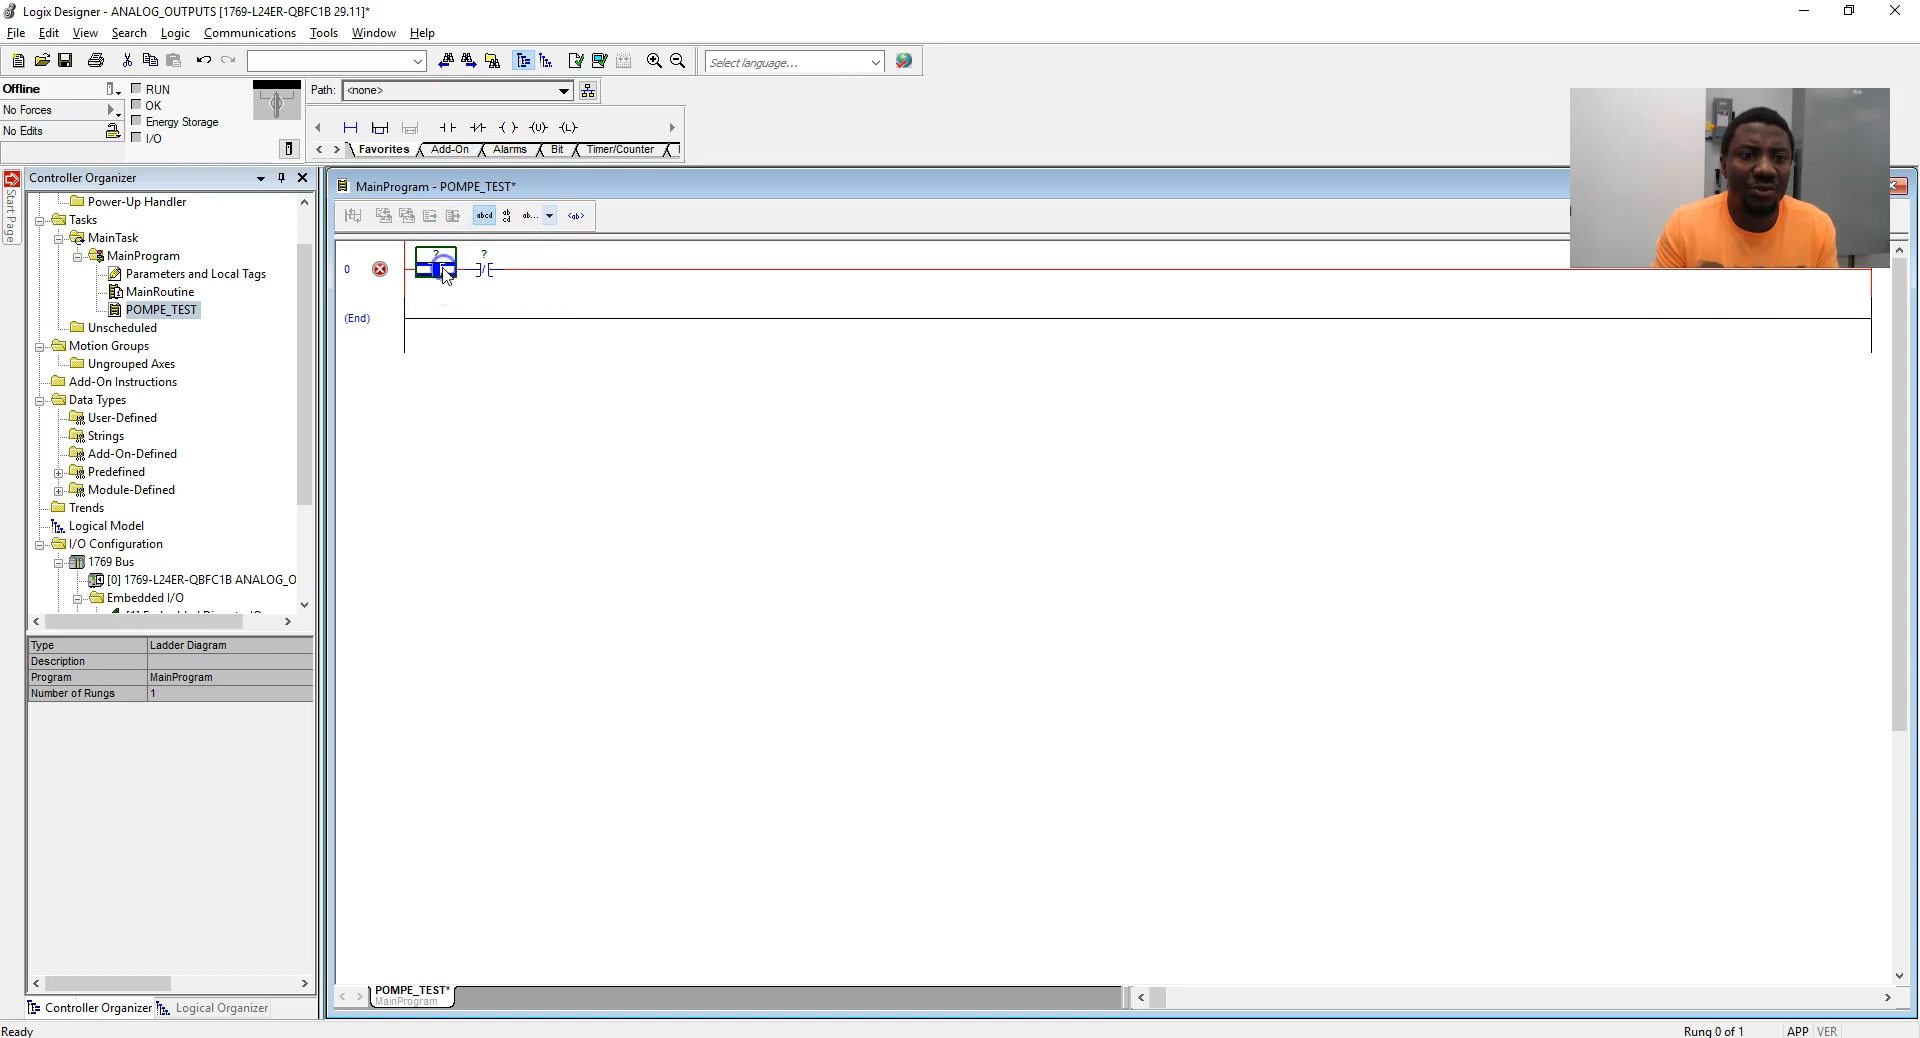 Logix Designer - ANALOG_OUTPUTS [1769-L24ER-QBFC1B 29.11]*
File Edit View Search Logic Communications Tools Window Help
Select language...
Offline
RUN
No Forces
OK
Energy Storage
No Edits
I/O
Path: <none>
Favorites Add-On Alarms Bit Timer/Counter
Start Page
Controller Organizer
Power-Up Handler
Tasks
MainTask
MainProgram
Parameters and Local Tags
MainRoutine
POMPE_TEST
Unscheduled
Motion Groups
Ungrouped Axes
Add-On Instructions
Data Types
User-Defined
Strings
Add-On-Defined
Predefined
Module-Defined
Trends
Logical Model
I/O Configuration
1769 Bus
[0] 1769-L24ER-QBFC1B ANALOG_O
Embedded I/O
Type Ladder Diagram
Description
Program MainProgram
Number of Rungs 1
Controller Organizer Logical Organizer
Ready
MainProgram - POMPE_TEST*
abcd ab cd ab... <ab>
? ?
0
(End)
POMPE_TEST*
MainProgram
Rung 0 of 1 APP VER